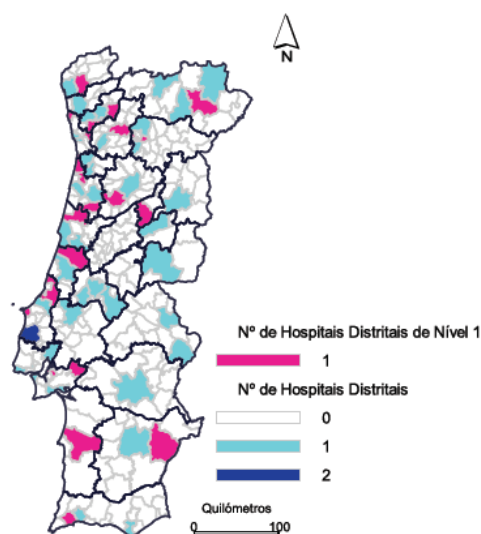 N
Nº de Hospitais Distritais de Nível 1
1
Nº de Hospitais Distritais
0
1
2
Quilómetros
0 100